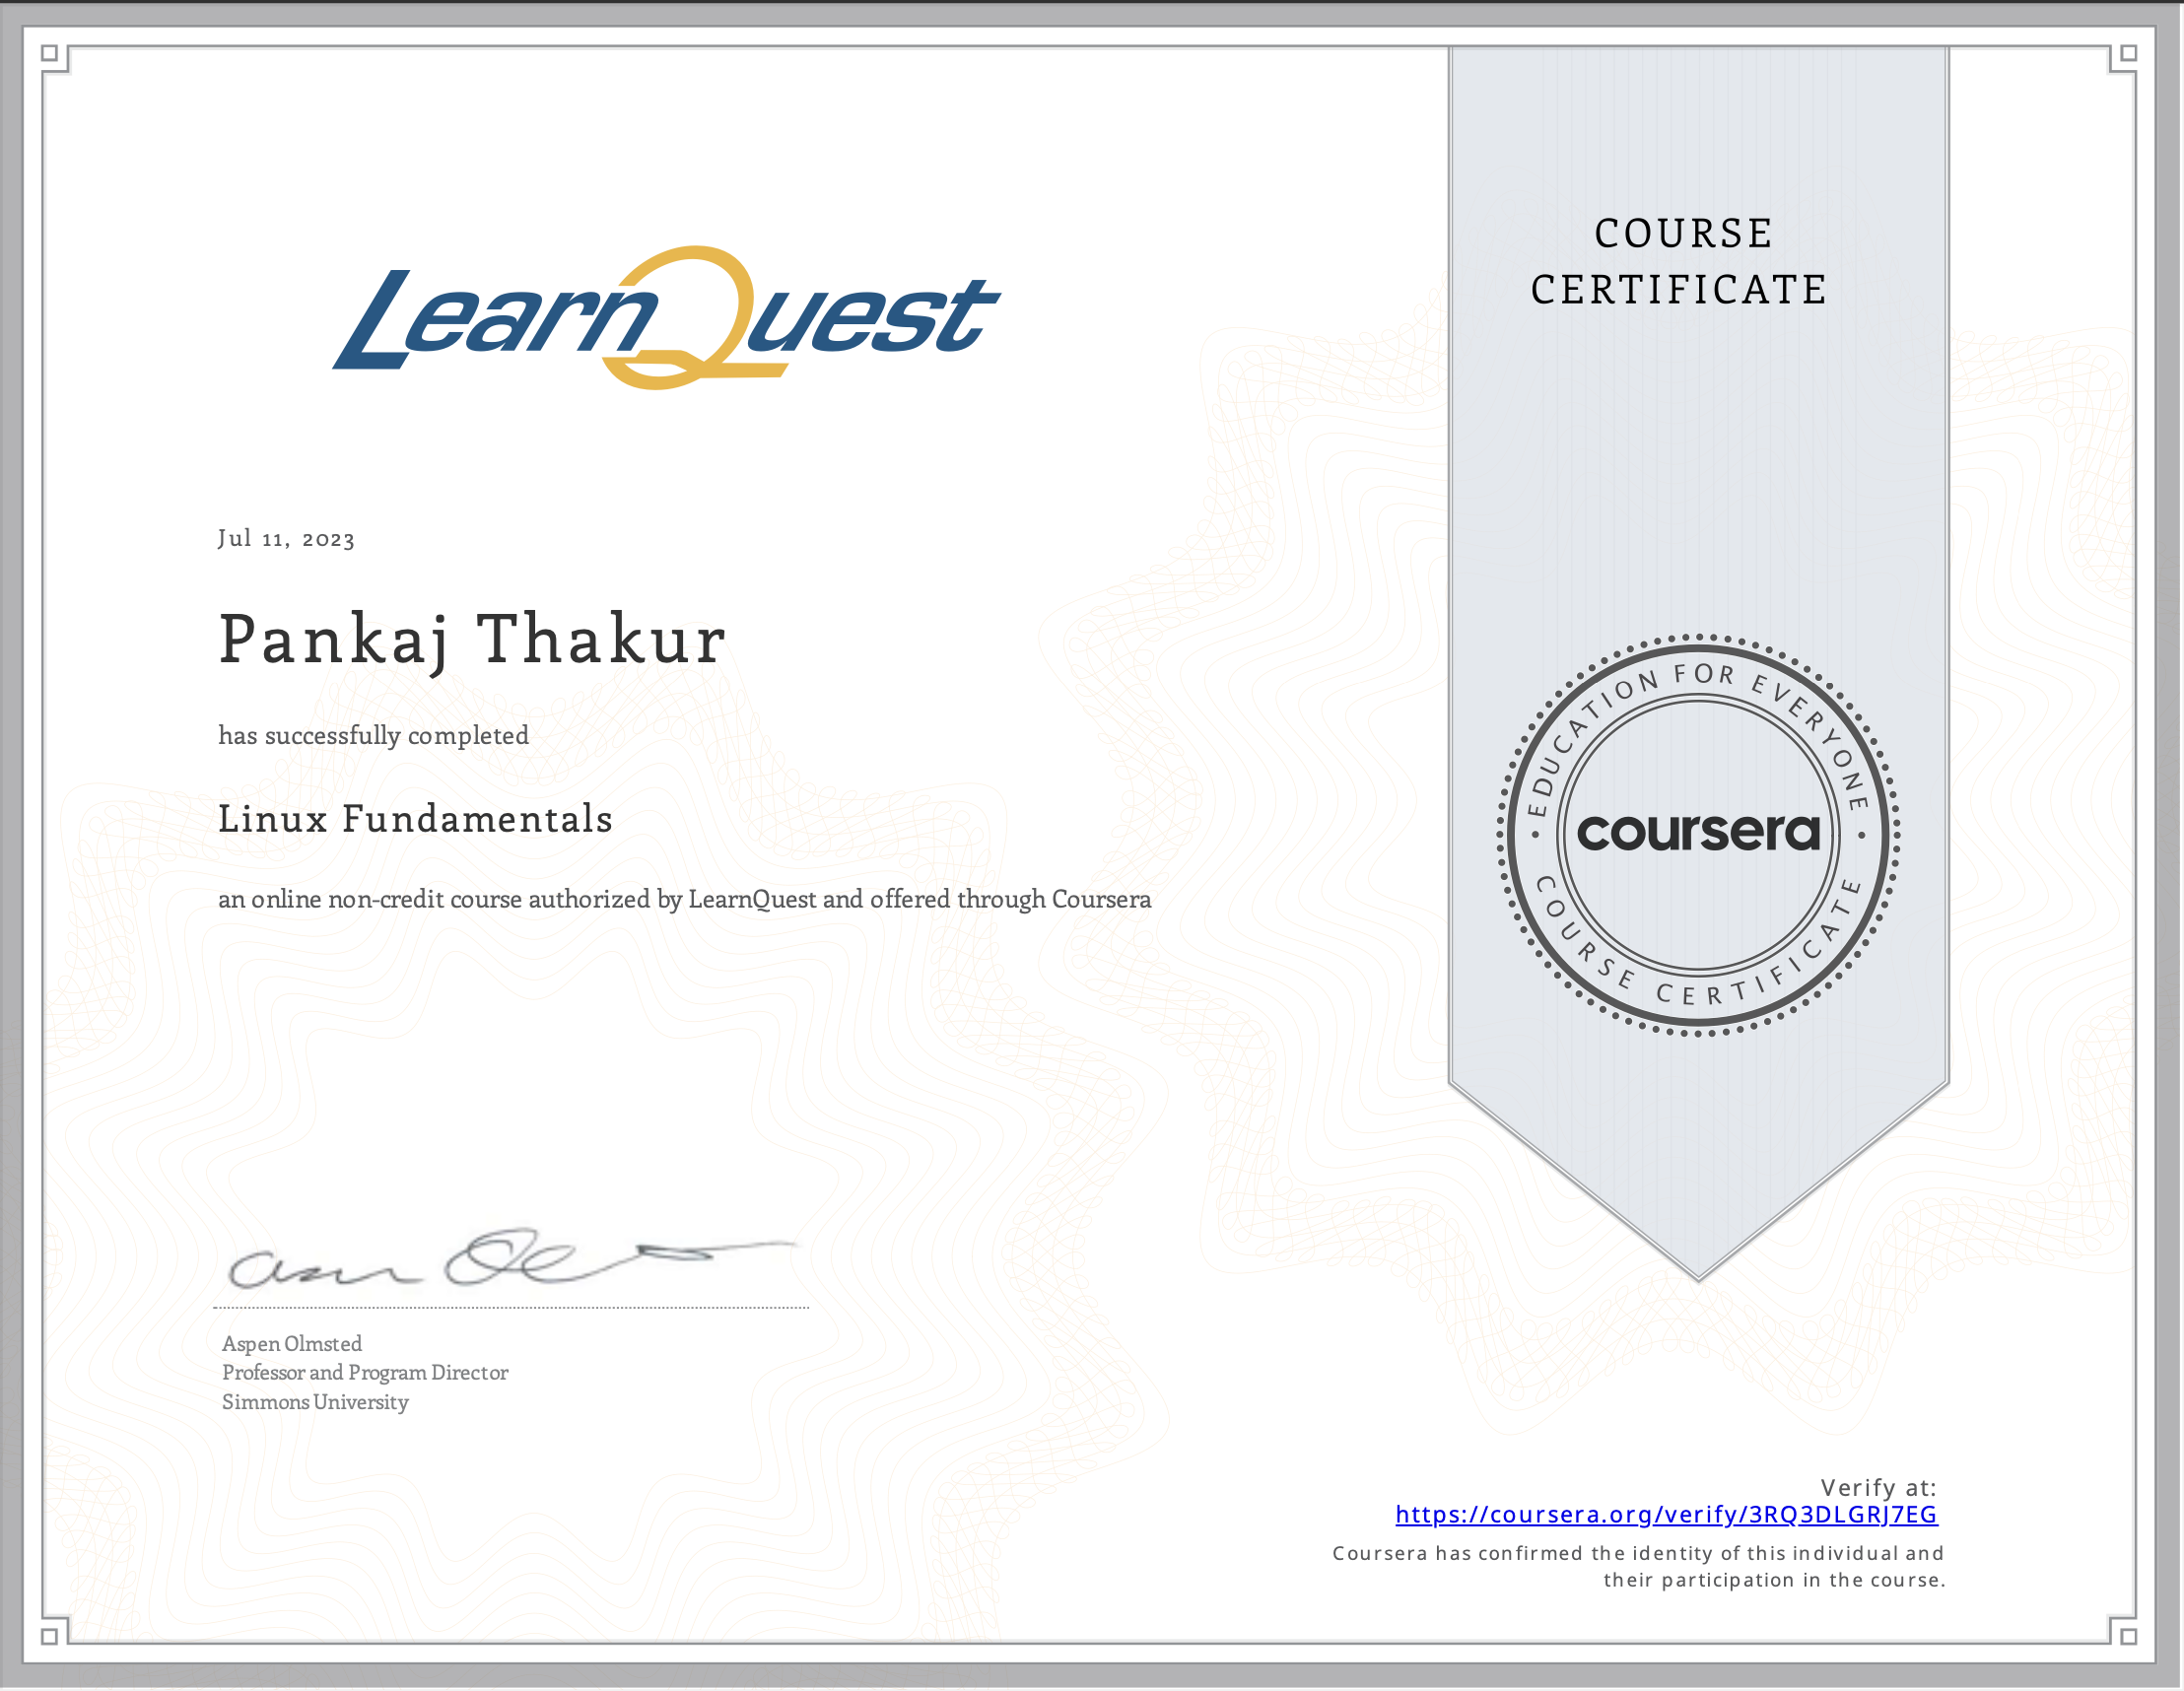 LearnQuest
COURSE
CERTIFICATE
Jul 11, 2023
Pankaj Thakur
has successfully completed
Linux Fundamentals
an online non-credit course authorized by LearnQuest and offered through Coursera
EDUCATION FOR EVERYONE
coursera
COURSE CERTIFICATE
Aspen Olmsted
Professor and Program Director
Simmons University
Verify at:
https://coursera.org/verify/3RQ3DLGRJ7EG
Coursera has confirmed the identity of this individual and
their participation in the course.